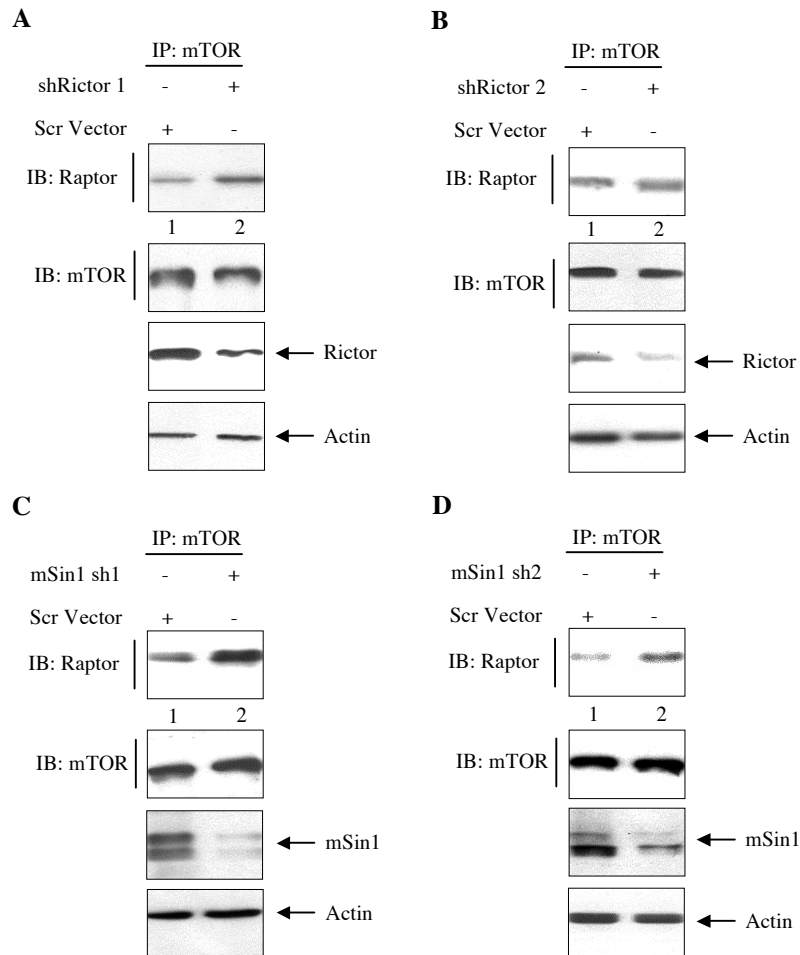 A
IP: mTOR
shRictor 1 - +
Scr Vector + -
IB: Raptor
1 2
IB: mTOR
Rictor
Actin
B
IP: mTOR
shRictor 2 - +
Scr Vector + -
IB: Raptor
1 2
IB: mTOR
Rictor
Actin
C
IP: mTOR
mSin1 sh1 - +
Scr Vector + -
IB: Raptor
1 2
IB: mTOR
mSin1
Actin
D
IP: mTOR
mSin1 sh2 - +
Scr Vector + -
IB: Raptor
1 2
IB: mTOR
mSin1
Actin